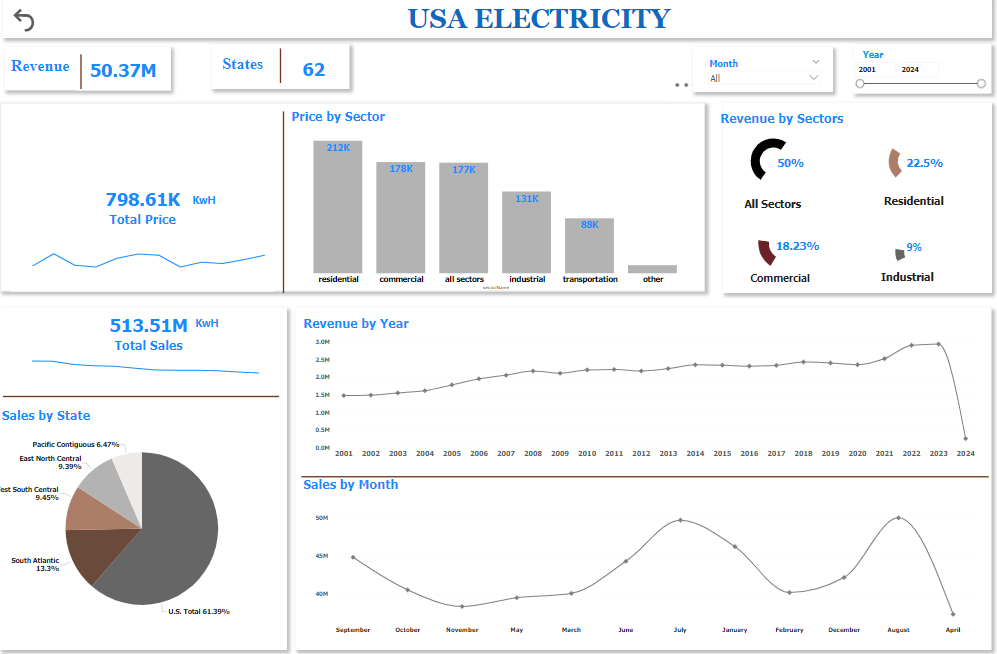 USA ELECTRICITY
Revenue
50.37M
States
62
Month
All
Year
2001
2024
798.61K KwH
Total Price
Price by Sector
212K
178K
177K
131K
88K
residential commercial all sectors industrial transportation other
sectorName
Revenue by Sectors
50%
All Sectors
22.5%
Residential
18.23%
Commercial
9%
Industrial
513.51M KwH
Total Sales
Sales by State
Pacific Contiguous 6.47%
East North Central
9.39%
est South Central
9.45%
South Atlantic
13.3%
U.S. Total 61.39%
Revenue by Year
3.0M
2.5M
2.0M
1.5M
1.0M
0.5M
0.0M
2001 2002 2003 2004 2005 2006 2007 2008 2009 2010 2011 2012 2013 2014 2015 2016 2017 2018 2019 2020 2021 2022 2023 2024
Sales by Month
50M
45M
40M
September October November May March June July January February December August April